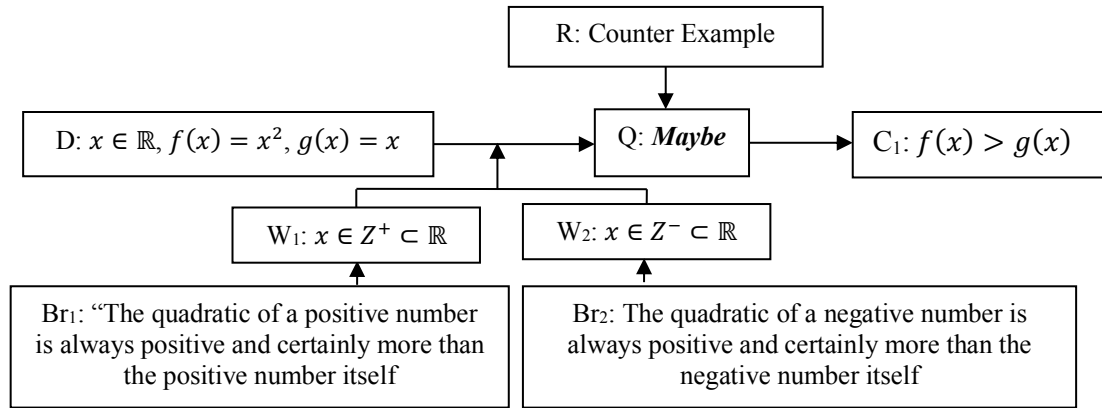 R: Counter Example
D: 𝑥 ∈ ℝ, 𝑓(𝑥) = 𝑥², 𝑔(𝑥) = 𝑥
Q: Maybe
C₁: 𝑓(𝑥) > 𝑔(𝑥)
W₁: 𝑥 ∈ 𝑍⁺ ⊂ ℝ
W₂: 𝑥 ∈ 𝑍⁻ ⊂ ℝ
Br₁: “The quadratic of a positive number
is always positive and certainly more than
the positive number itself
Br₂: The quadratic of a negative number is
always positive and certainly more than the
negative number itself